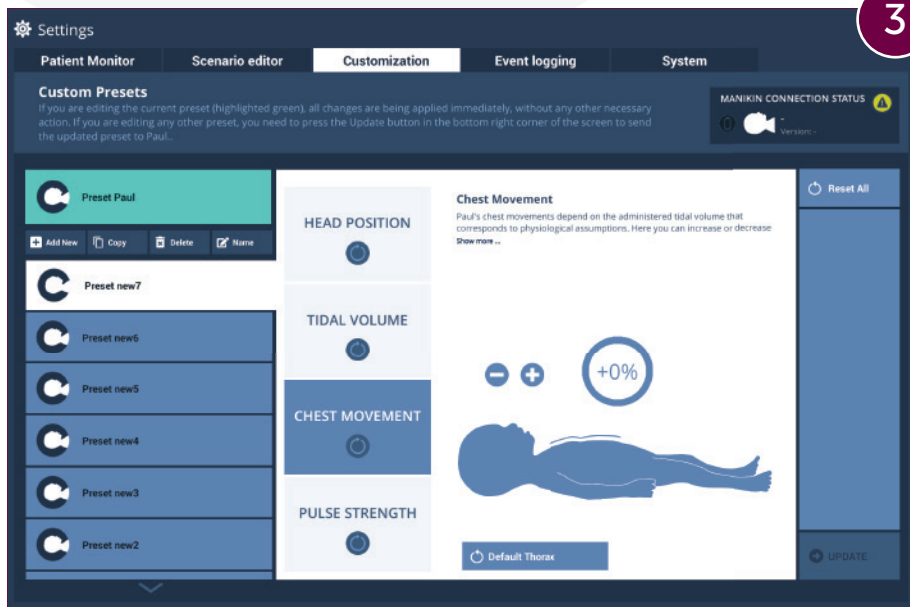 3
Settings
Patient Monitor
Scenario editor
Customization
Event logging
System
Custom Presets
If you are editing the current preset (highlighted green), all changes are being applied immediately, without any other necessary
action. If you are editing any other preset, you need to press the Update button in the bottom right corner of the screen to send
the updated preset to Paul..
MANIKIN CONNECTION STATUS
-
Version: -
Preset Paul
Add New
Copy
Delete
Name
Preset new7
Preset new6
Preset new5
Preset new4
Preset new3
Preset new2
HEAD POSITION
TIDAL VOLUME
CHEST MOVEMENT
PULSE STRENGTH
Chest Movement
Paul's chest movements depend on the administered tidal volume that
corresponds to physiological assumptions. Here you can increase or decrease
Show more ...
+0%
Default Thorax
Reset All
UPDATE